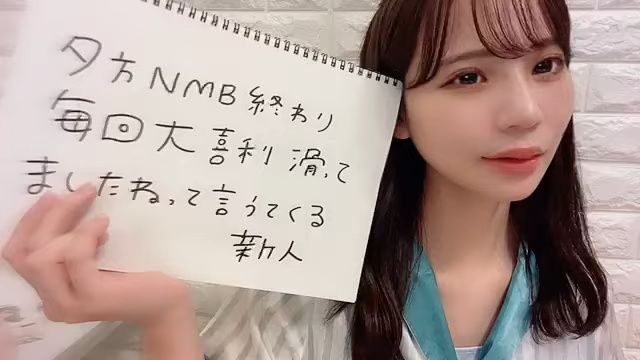 夕方NMB終わり
毎回大喜利滑って
ましたねって言うてくる
新人